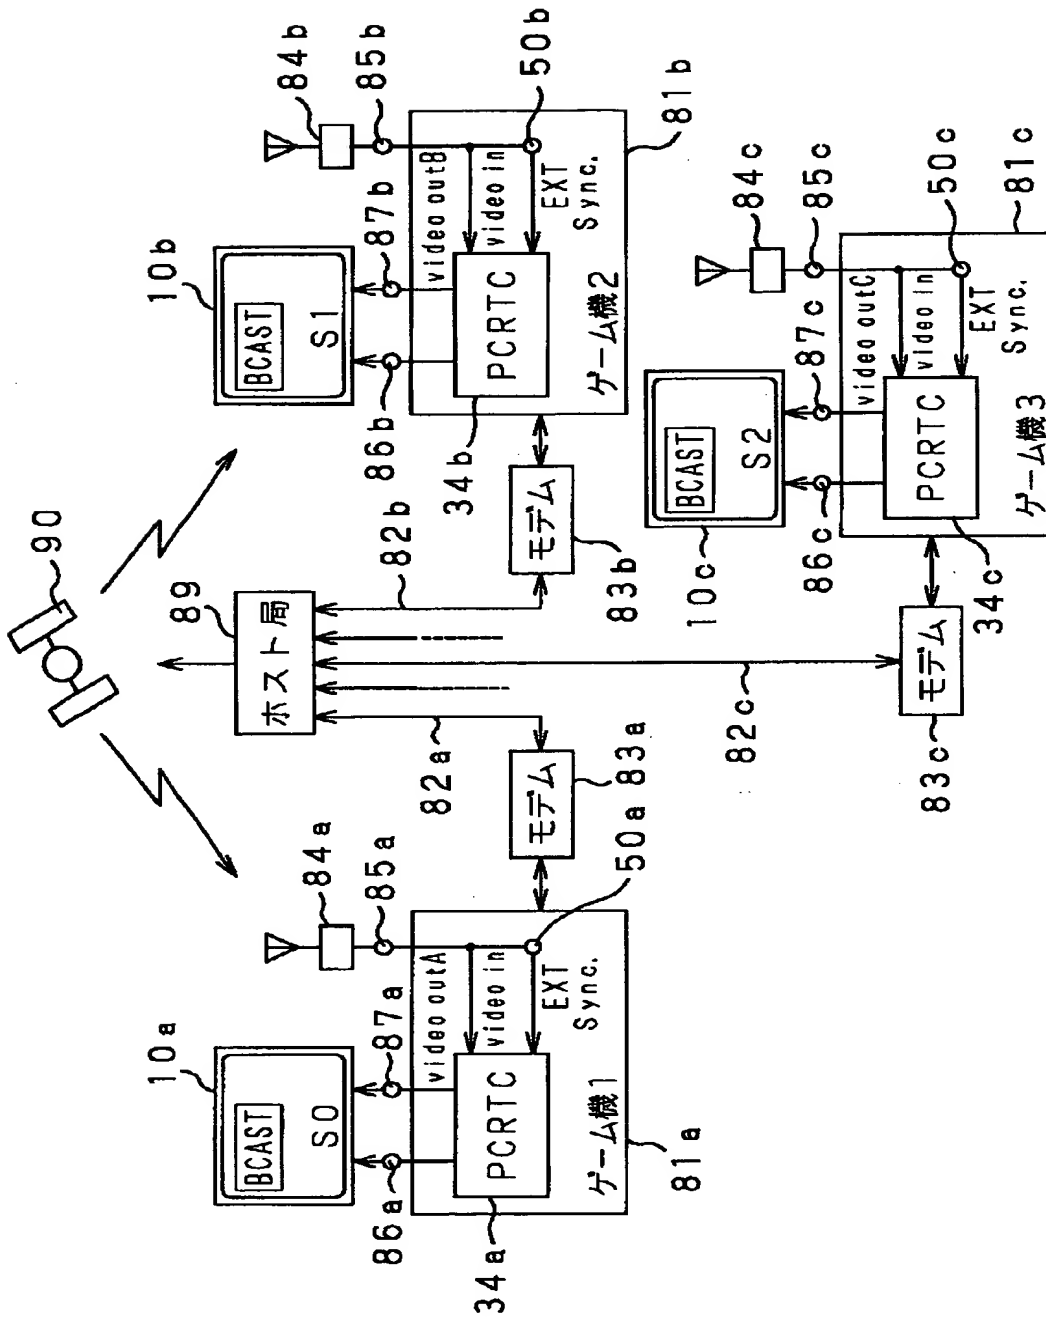 90
89
ホスト局
82a
82b
82c
10a
BCAST
S0
84a
85a
86a
87a
video outA
video in
EXT
Sync.
PCRTC
34a
50a
ゲーム機1
81a
モデム
83a
10b
BCAST
S1
84b
85b
86b
87b
video outB
video in
EXT
Sync.
PCRTC
34b
50b
ゲーム機2
81b
モデム
83b
10c
BCAST
S2
84c
85c
86c
87c
video outC
video in
EXT
Sync.
PCRTC
34c
50c
ゲーム機3
81c
モデム
83c